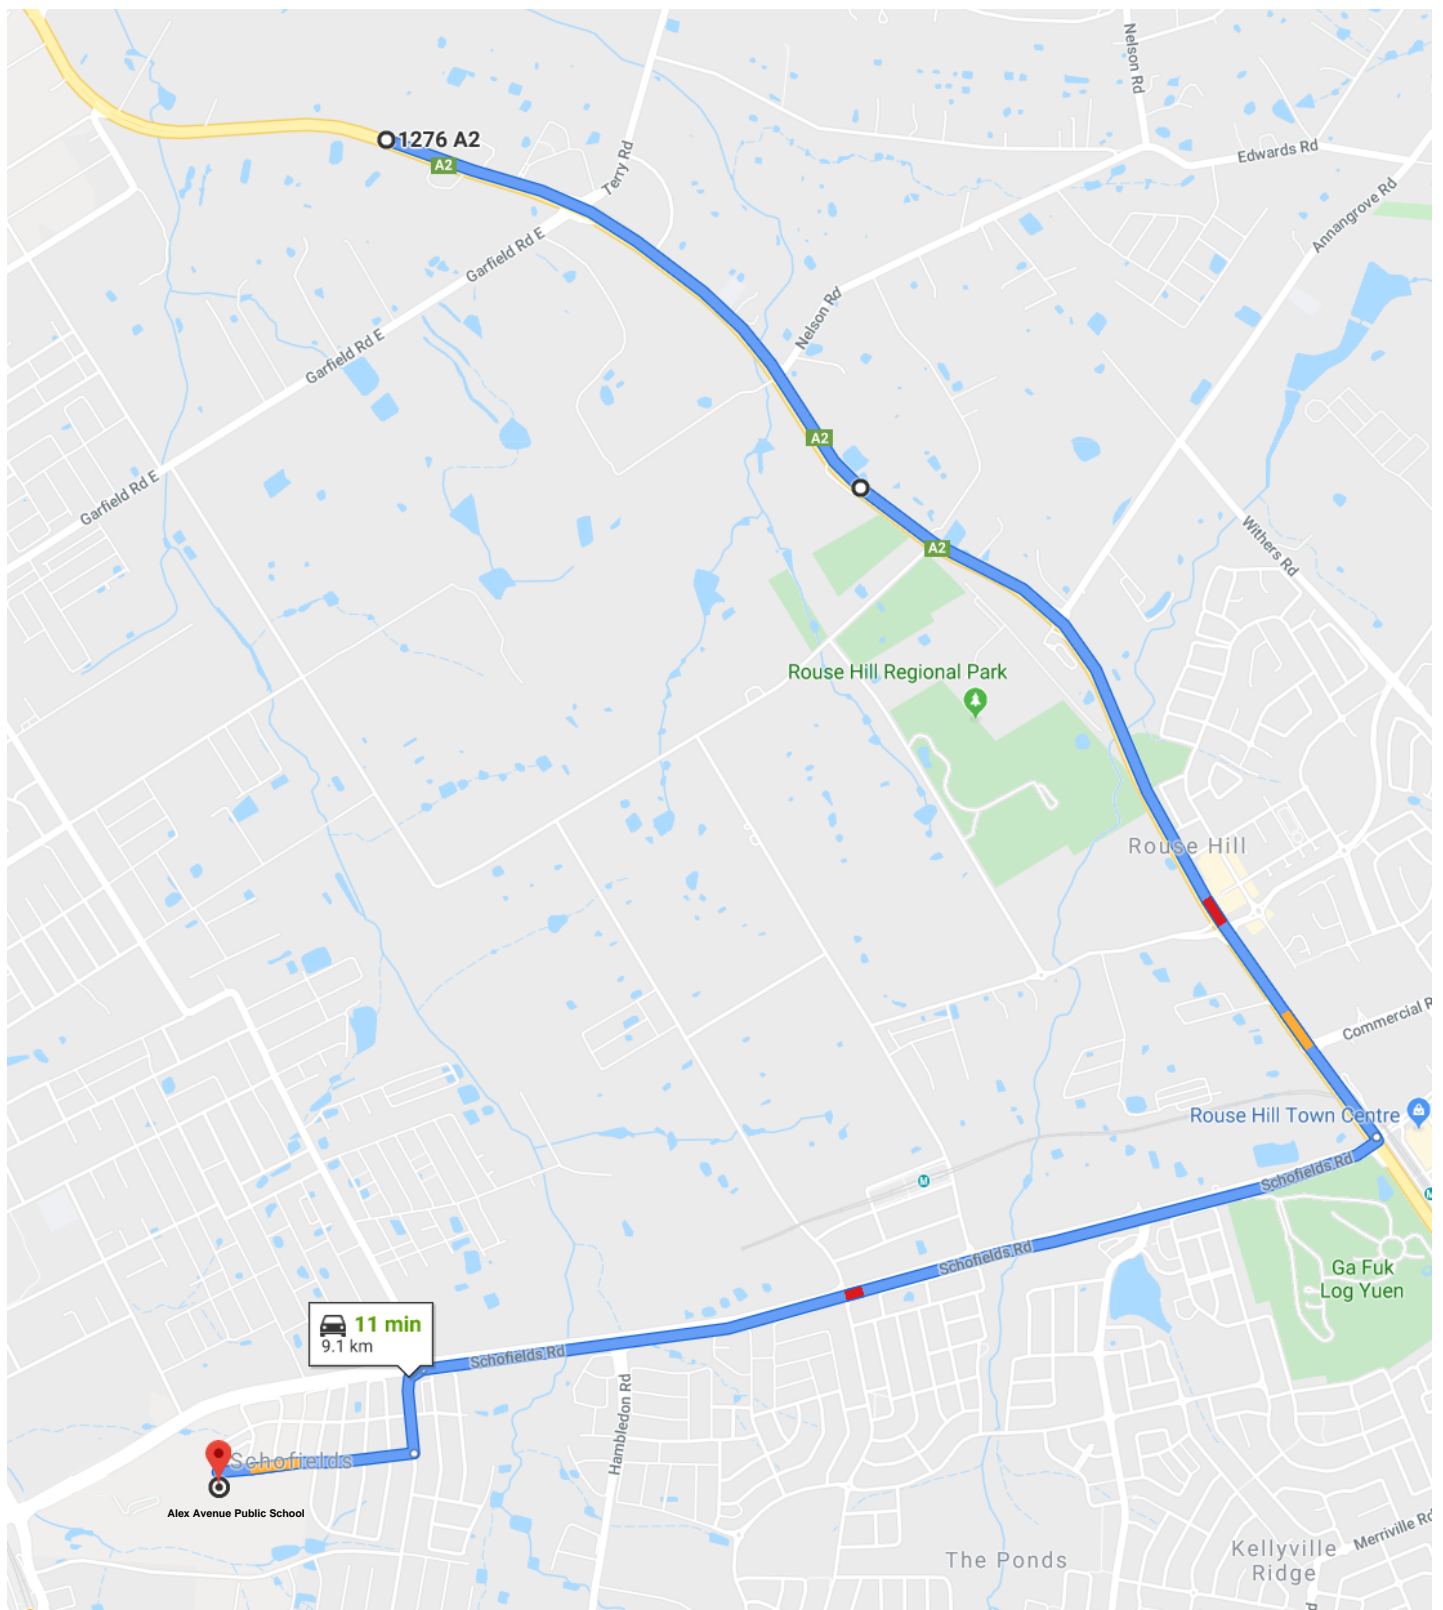 Nelson Rd
1276 A2
A2
Terry Rd
Edwards Rd
Annangrove Rd
Garfield Rd E
Nelson Rd
Garfield Rd E
A2
Garfield Rd E
A2
Withers Rd
Rouse Hill Regional Park
Rouse Hill
Commercial R
Rouse Hill Town Centre
M
Schofields Rd
M
Schofields Rd
Ga Fuk
Log Yuen
11 min
9.1 km
Schofields Rd
Hambledon Rd
Schofields
Alex Avenue Public School
Merriville Rd
Kellyville
Ridge
The Ponds